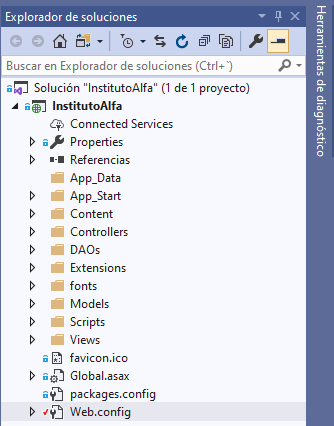 Explorador de soluciones
Buscar en Explorador de soluciones (Ctrl+`)
Solución "InstitutoAlfa" (1 de 1 proyecto)
InstitutoAlfa
Connected Services
Properties
Referencias
App_Data
App_Start
Content
Controllers
DAOs
Extensions
fonts
Models
Scripts
Views
favicon.ico
Global.asax
packages.config
Web.config
Herramientas de diagnóstico